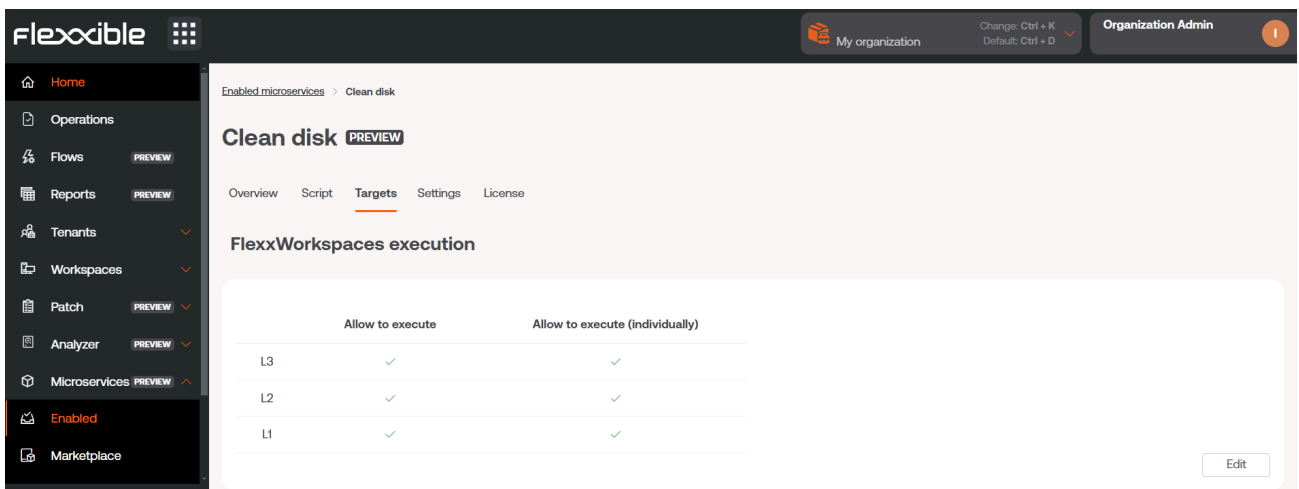 Flexxible
My organization
Change: Ctrl + K
Default: Ctrl + D
Organization Admin
I
Home
Operations
Flows PREVIEW
Reports PREVIEW
Tenants
Workspaces
Patch PREVIEW
Analyzer PREVIEW
Microservices PREVIEW
Enabled
Marketplace
Enabled microservices > Clean disk
Clean disk PREVIEW
Overview Script Targets Settings License
FlexxWorkspaces execution
Allow to execute Allow to execute (individually)
L3
L2
L1
Edit